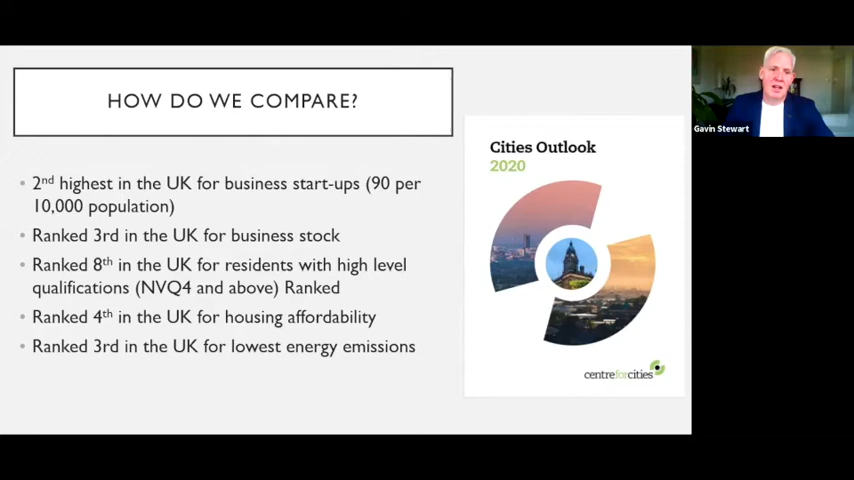 HOW DO WE COMPARE?
• 2nd highest in the UK for business start-ups (90 per
10,000 population)
• Ranked 3rd in the UK for business stock
• Ranked 8th in the UK for residents with high level
qualifications (NVQ4 and above) Ranked
• Ranked 4th in the UK for housing affordability
• Ranked 3rd in the UK for lowest energy emissions
Cities Outlook
2020
centreforcities
Gavin Stewart